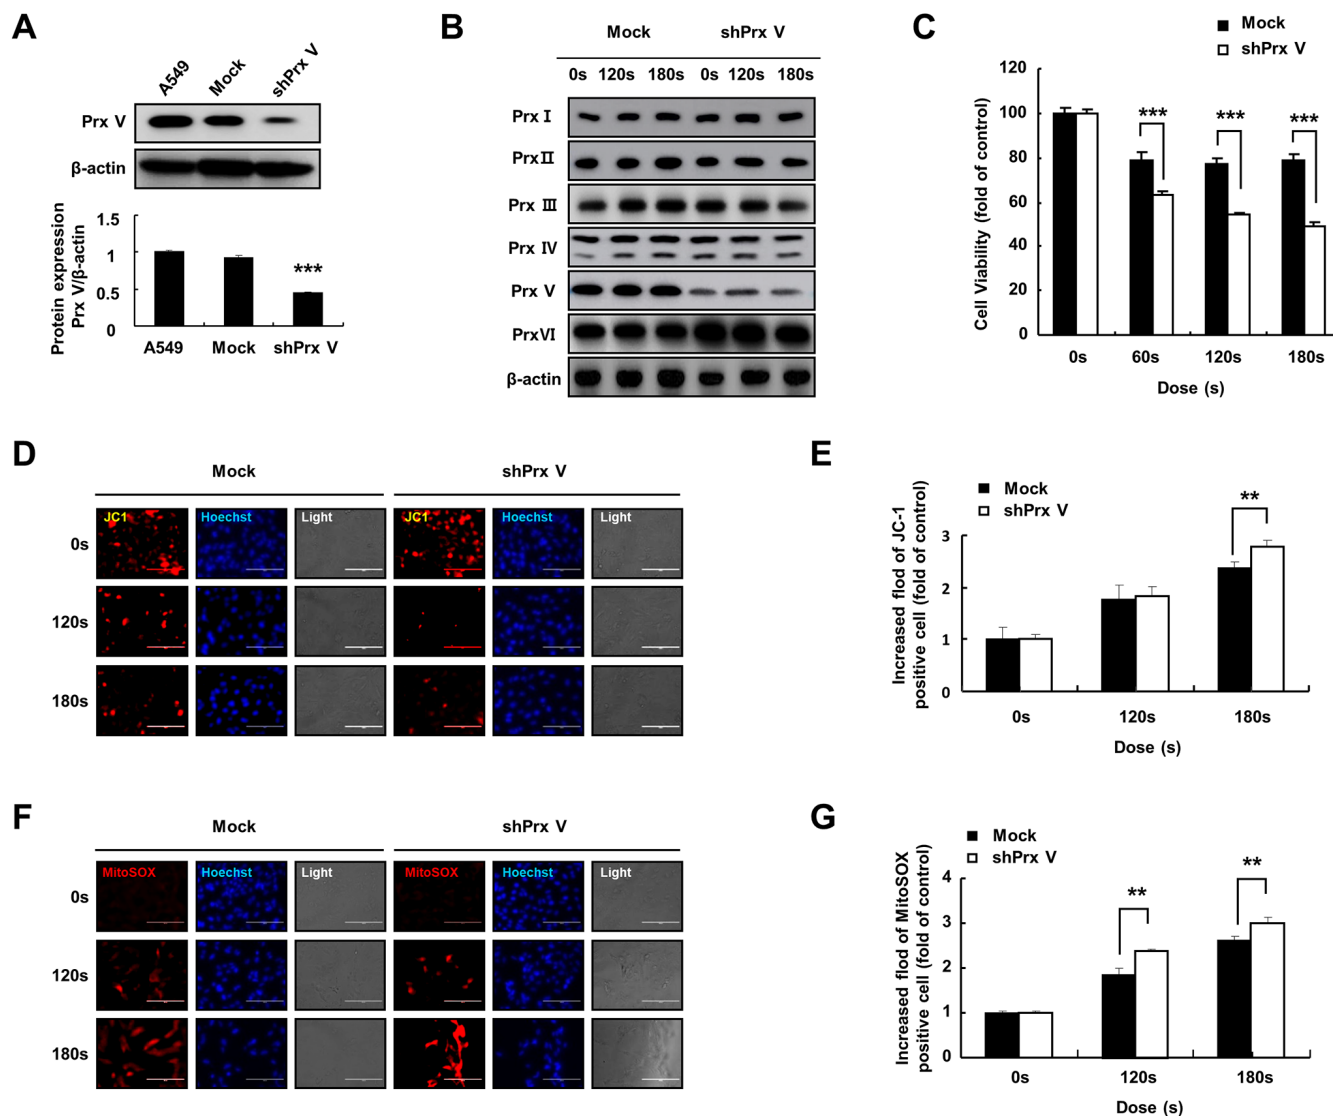 A
A549
Mock
shPrx V
Prx V
β-actin
Protein expression
Prx V/β-actin
1.5
1
0.5
0
***
A549
Mock
shPrx V
B
Mock
shPrx V
0s
120s
180s
0s
120s
180s
Prx I
Prx II
Prx III
Prx IV
Prx V
Prx VI
β-actin
C
Mock
shPrx V
Cell Viability (fold of control)
120
100
80
60
40
20
0
***
***
***
0s
60s
120s
180s
Dose (s)
D
Mock
shPrx V
JC1
Hoechst
Light
JC1
Hoechst
Light
0s
120s
180s
E
Mock
shPrx V
Increased flod of JC-1
positive cell (fold of control)
3
2
1
0
**
0s
120s
180s
Dose (s)
F
Mock
shPrx V
MitoSOX
Hoechst
Light
MitoSOX
Hoechst
Light
0s
120s
180s
G
Mock
shPrx V
Increased flod of MitoSOX
positive cell (fold of control)
4
3
2
1
0
**
**
0s
120s
180s
Dose (s)